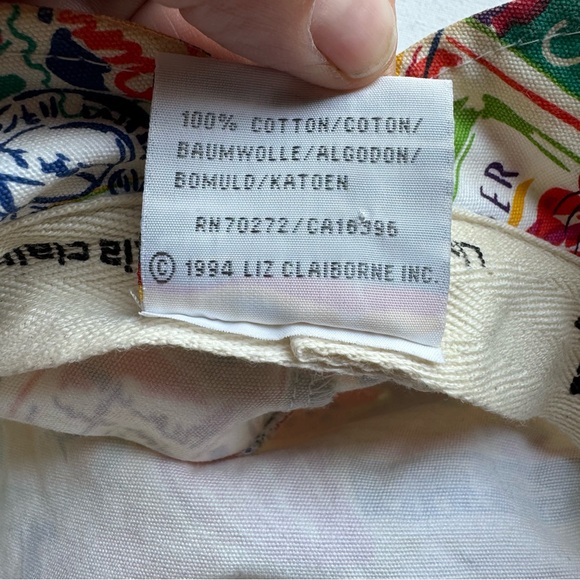 100% COTTON/COTON/
BAUMWOLLE/ALGODON/
BOMULD/KATOEN
RN70272/CA16396
© 1994 LIZ CLAIBORNE INC.